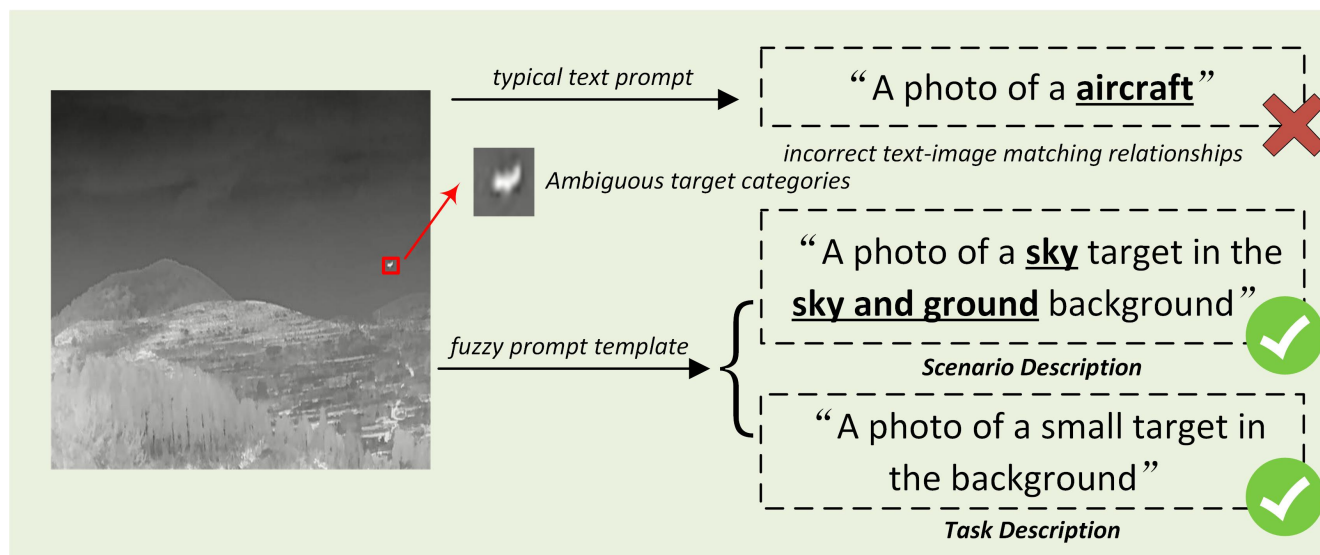 typical text prompt
“A photo of a aircraft”
incorrect text-image matching relationships
Ambiguous target categories
“A photo of a sky target in the
sky and ground background”
Scenario Description
fuzzy prompt template
“A photo of a small target in
the background”
Task Description